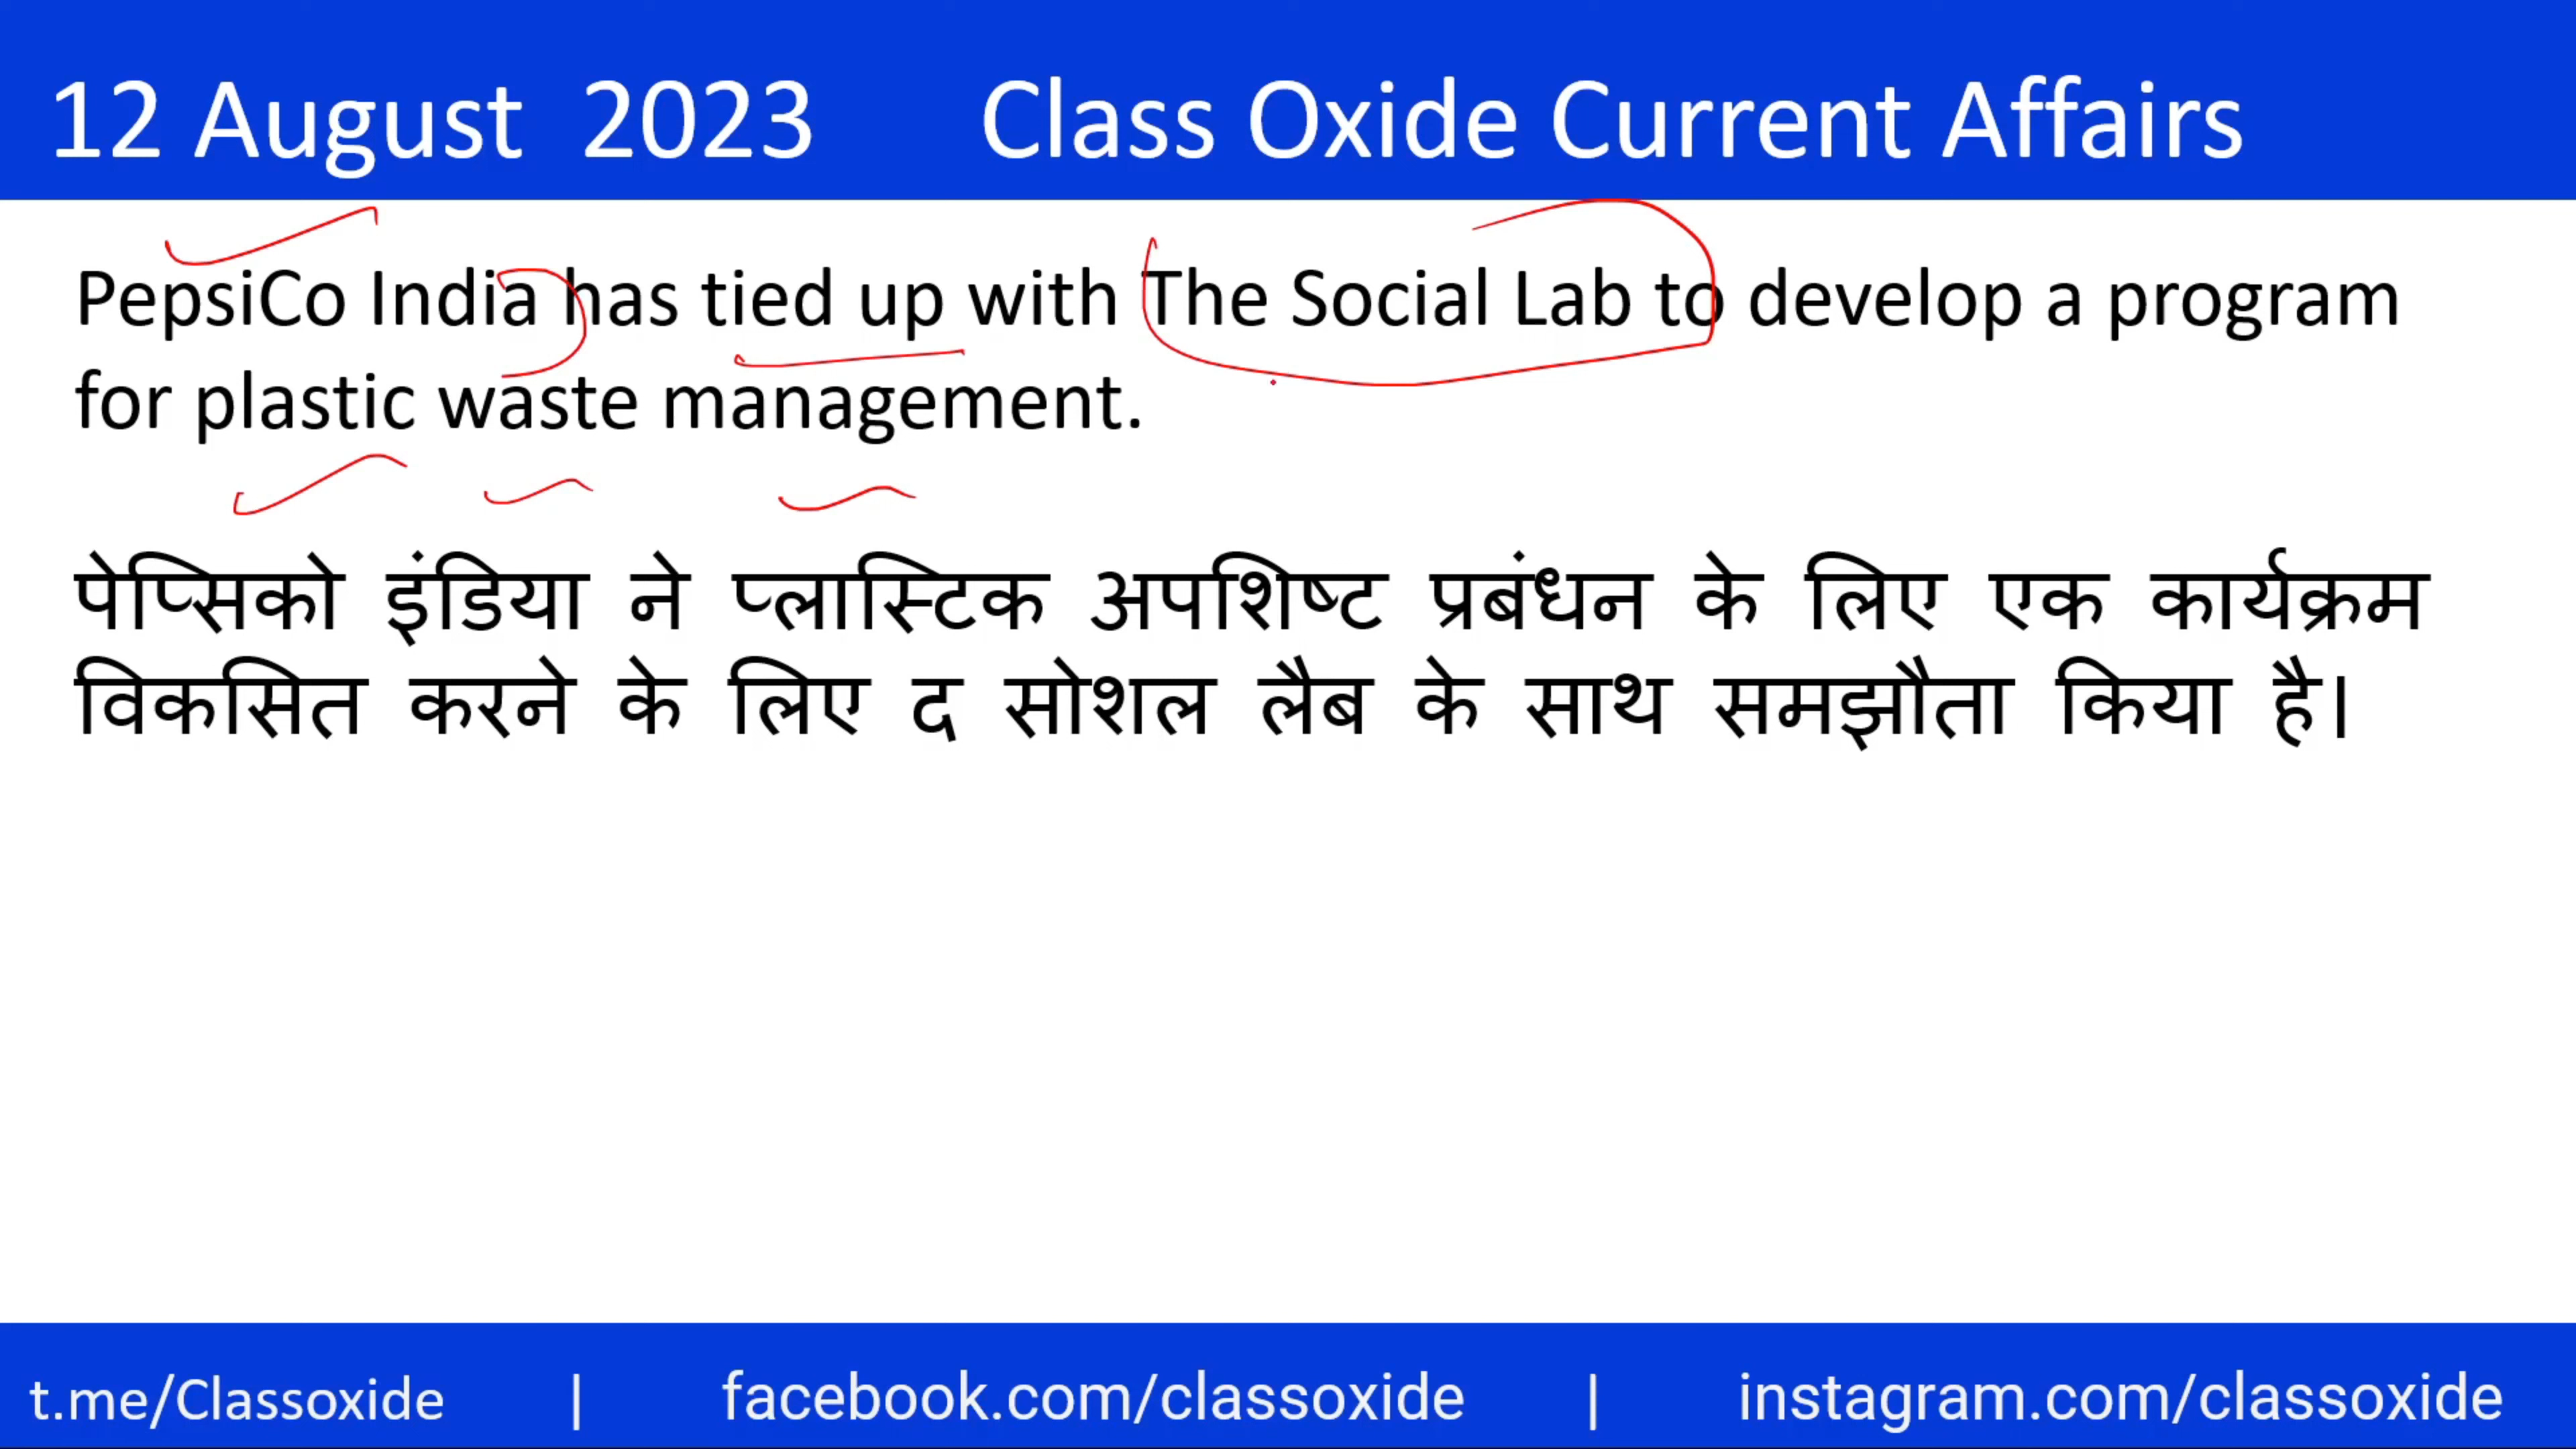 12 August 2023 Class Oxide Current Affairs
PepsiCo India has tied up with The Social Lab to develop a program
for plastic waste management.
पेप्सिको इंडिया ने प्लास्टिक अपशिष्ट प्रबंधन के लिए एक कार्यक्रम
विकसित करने के लिए द सोशल लैब के साथ समझौता किया है।
t.me/Classoxide | facebook.com/classoxide | instagram.com/classoxide